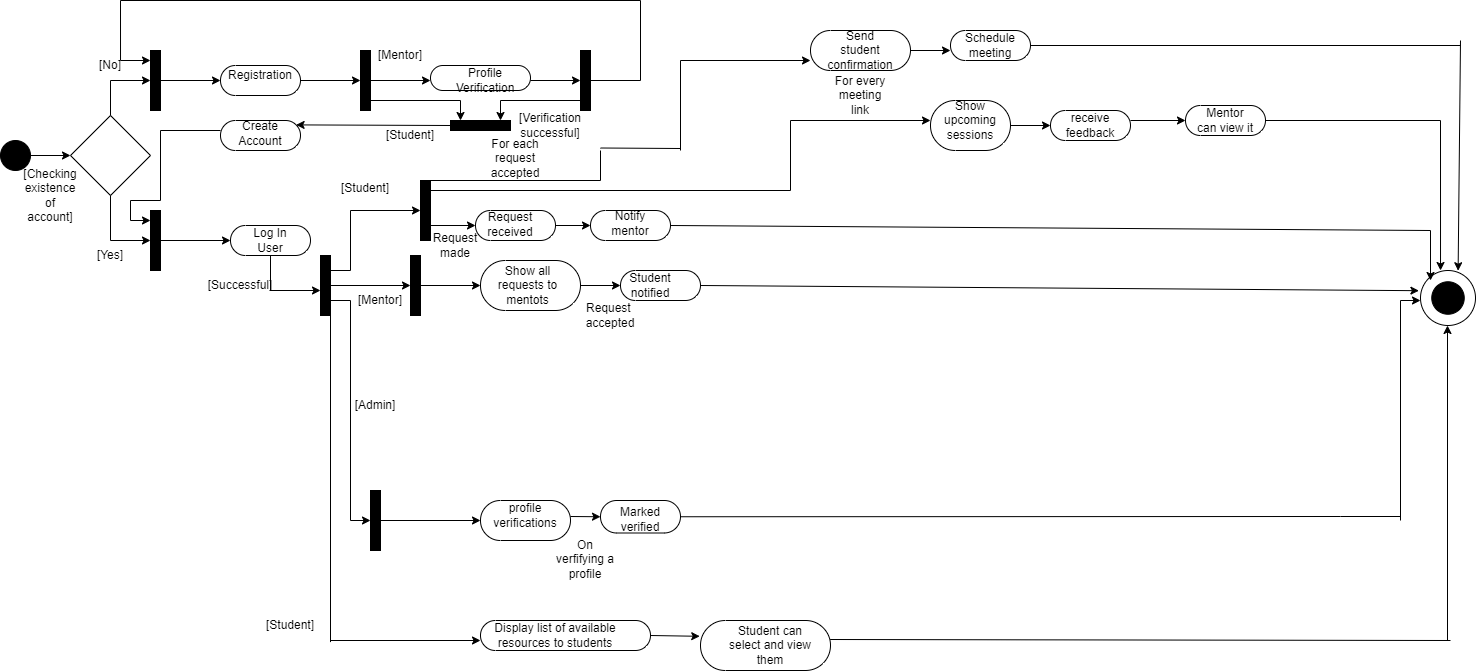 Send
student
confirmation
Schedule
meeting
[Mentor]
[No]
Registration
Profile
Verification
For every
meeting
link
Show
upcoming
sessions
receive
feedback
Mentor
can view it
[Verification
successful]
Create
Account
[Student]
For each
request
accepted
[Checking
existence
of
account]
[Student]
Request
received
Notify
mentor
Log In
User
Request
made
[Yes]
Show all
requests to
mentots
Student
notified
[Successful]
[Mentor]
Request
accepted
[Admin]
profile
verifications
Marked
verified
On
verfifying a
profile
[Student]
Display list of available
resources to students
Student can
select and view
them